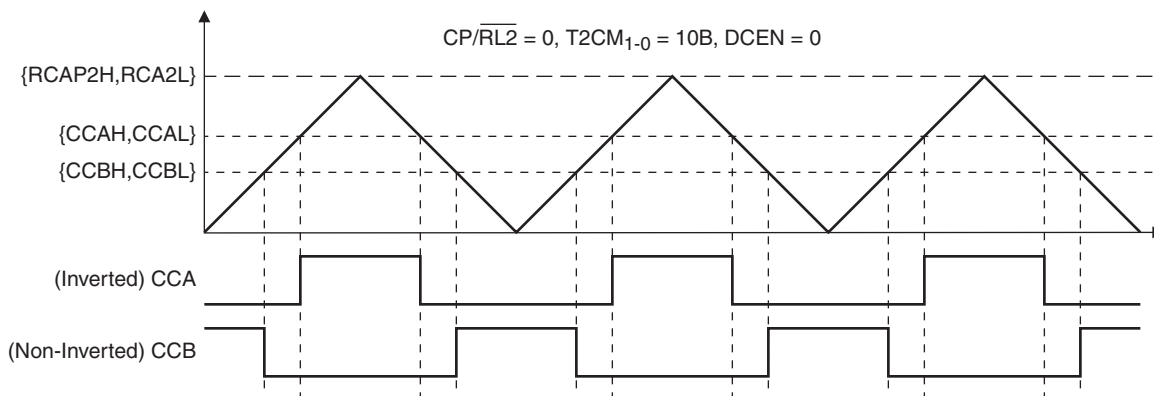 CP/RL2 = 0, T2CM1-0 = 10B, DCEN = 0
{RCAP2H,RCA2L}
{CCAH,CCAL}
{CCBH,CCBL}
(Inverted) CCA
(Non-Inverted) CCB